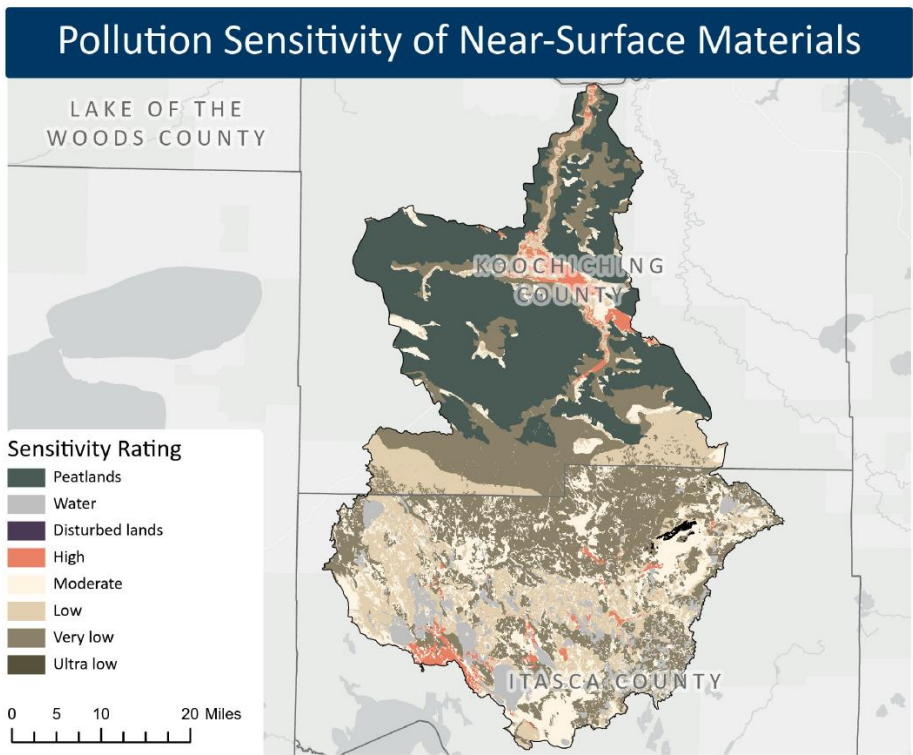 Pollution Sensitivity of Near-Surface Materials
LAKE OF THE
WOODS COUNTY
KOOCHICHING
COUNTY
Sensitivity Rating
Peatlands
Water
Disturbed lands
High
Moderate
Low
Very low
Ultra low
ITASCA COUNTY
0 5 10 20 Miles